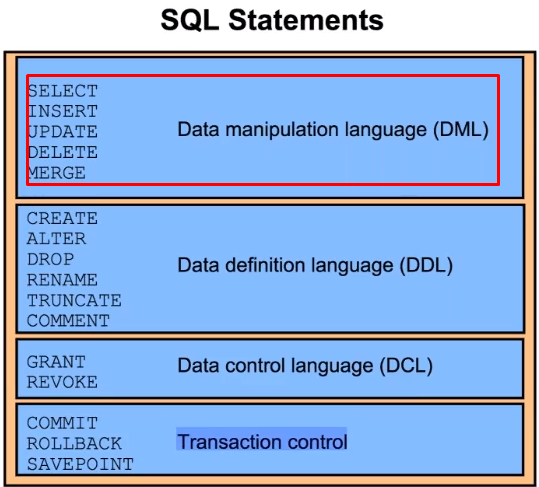 SQL Statements
SELECT
INSERT
UPDATE
DELETE
MERGE
Data manipulation language (DML)
CREATE
ALTER
DROP
RENAME
TRUNCATE
COMMENT
Data definition language (DDL)
GRANT
REVOKE
Data control language (DCL)
COMMIT
ROLLBACK
SAVEPOINT
Transaction control